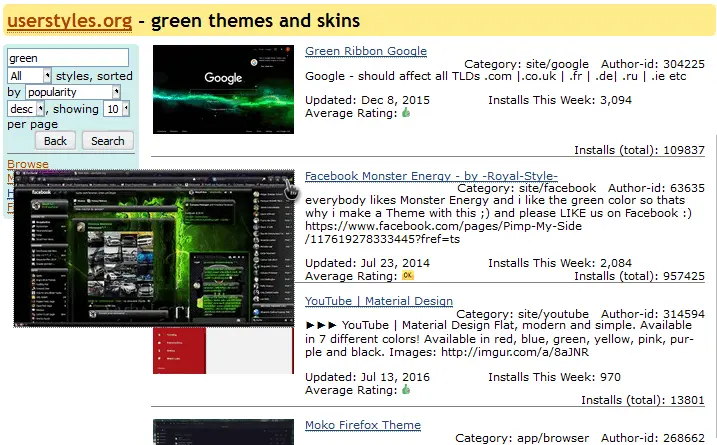 userstyles.org - green themes and skins
green
All styles, sorted
by popularity
desc, showing 10
per page
Back Search
Browse
Green Ribbon Google
Category: site/google Author-id: 304225
Google - should affect all TLDs .com |.co.uk | .fr | .de| .ru | .ie etc
Updated: Dec 8, 2015 Installs This Week: 3,094
Average Rating:
Installs (total): 109837
Google
facebook
Facebook Monster Energy - by -Royal-Style-
Category: site/facebook Author-id: 63635
everybody likes Monster Energy and i like the green color so thats
why i make a Theme with this ;) and please LIKE us on Facebook :)
https://www.facebook.com/pages/Pimp-My-Side
/117619278333445?fref=ts
Updated: Jul 23, 2014 Installs This Week: 2,084
Average Rating: OK Installs (total): 957425
YouTube | Material Design
Category: site/youtube Author-id: 314594
►►► YouTube | Material Design Flat, modern and simple. Available
in 7 different colors! Available in red, blue, green, yellow, pink, pur-
ple and black. Images: http://imgur.com/a/8aJNR
Updated: Jul 13, 2016 Installs This Week: 970
Average Rating:
Installs (total): 13801
Moko Firefox Theme
Category: app/browser Author-id: 268662